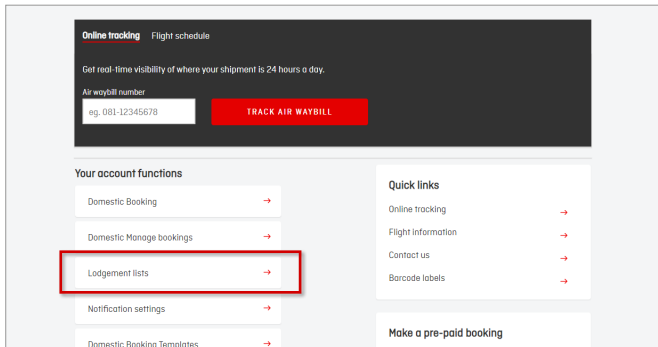 Online tracking Flight schedule
Get real-time visibility of where your shipment is 24 hours a day.
Air waybill number
eg, 081-12345678 TRACK AIR WAYBILL
Your account functions
Domestic Booking
Domestic Manage bookings
Lodgement lists
Notification settings
Domestic Booking Templates
Quick links
Online tracking
Flight information
Contact us
Barcode labels
Make a pre-paid booking